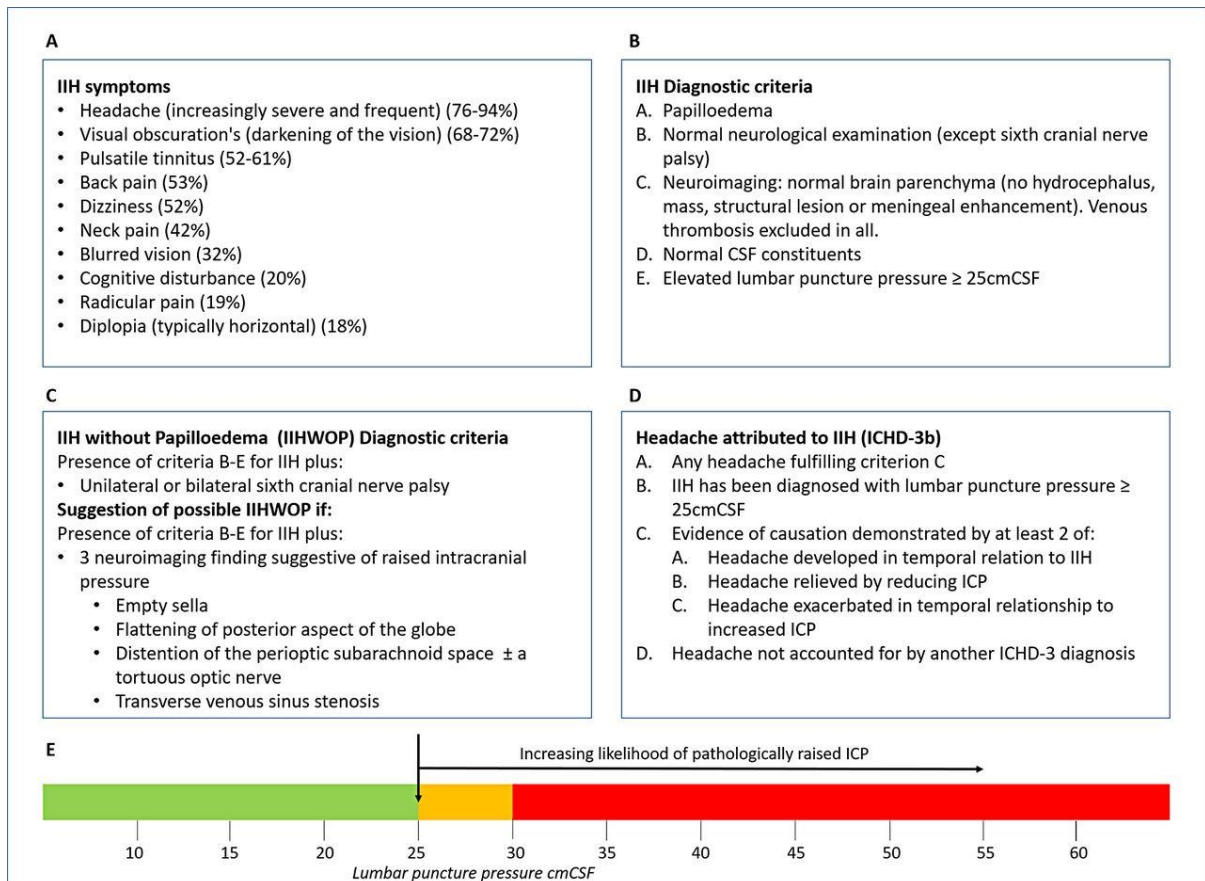 A
IIH symptoms
• Headache (increasingly severe and frequent) (76-94%)
• Visual obscuration's (darkening of the vision) (68-72%)
• Pulsatile tinnitus (52-61%)
• Back pain (53%)
• Dizziness (52%)
• Neck pain (42%)
• Blurred vision (32%)
• Cognitive disturbance (20%)
• Radicular pain (19%)
• Diplopia (typically horizontal) (18%)
B
IIH Diagnostic criteria
A. Papilloedema
B. Normal neurological examination (except sixth cranial nerve
palsy)
C. Neuroimaging: normal brain parenchyma (no hydrocephalus,
mass, structural lesion or meningeal enhancement). Venous
thrombosis excluded in all.
D. Normal CSF constituents
E. Elevated lumbar puncture pressure ≥ 25cmCSF
C
IIH without Papilloedema (IIHWOP) Diagnostic criteria
Presence of criteria B-E for IIH plus:
• Unilateral or bilateral sixth cranial nerve palsy
Suggestion of possible IIHWOP if:
Presence of criteria B-E for IIH plus:
• 3 neuroimaging finding suggestive of raised intracranial
pressure
• Empty sella
• Flattening of posterior aspect of the globe
• Distention of the perioptic subarachnoid space ± a
tortuous optic nerve
• Transverse venous sinus stenosis
D
Headache attributed to IIH (ICHD-3b)
A. Any headache fulfilling criterion C
B. IIH has been diagnosed with lumbar puncture pressure ≥
25cmCSF
C. Evidence of causation demonstrated by at least 2 of:
A. Headache developed in temporal relation to IIH
B. Headache relieved by reducing ICP
C. Headache exacerbated in temporal relationship to
increased ICP
D. Headache not accounted for by another ICHD-3 diagnosis
E
Increasing likelihood of pathologically raised ICP
10 15 20 25 30 35 40 45 50 55 60
Lumbar puncture pressure cmCSF